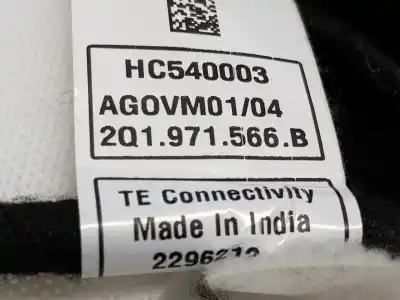 HC540003
AGOVM01/04
2Q1.971.566.B
TE Connectivity
Made In India